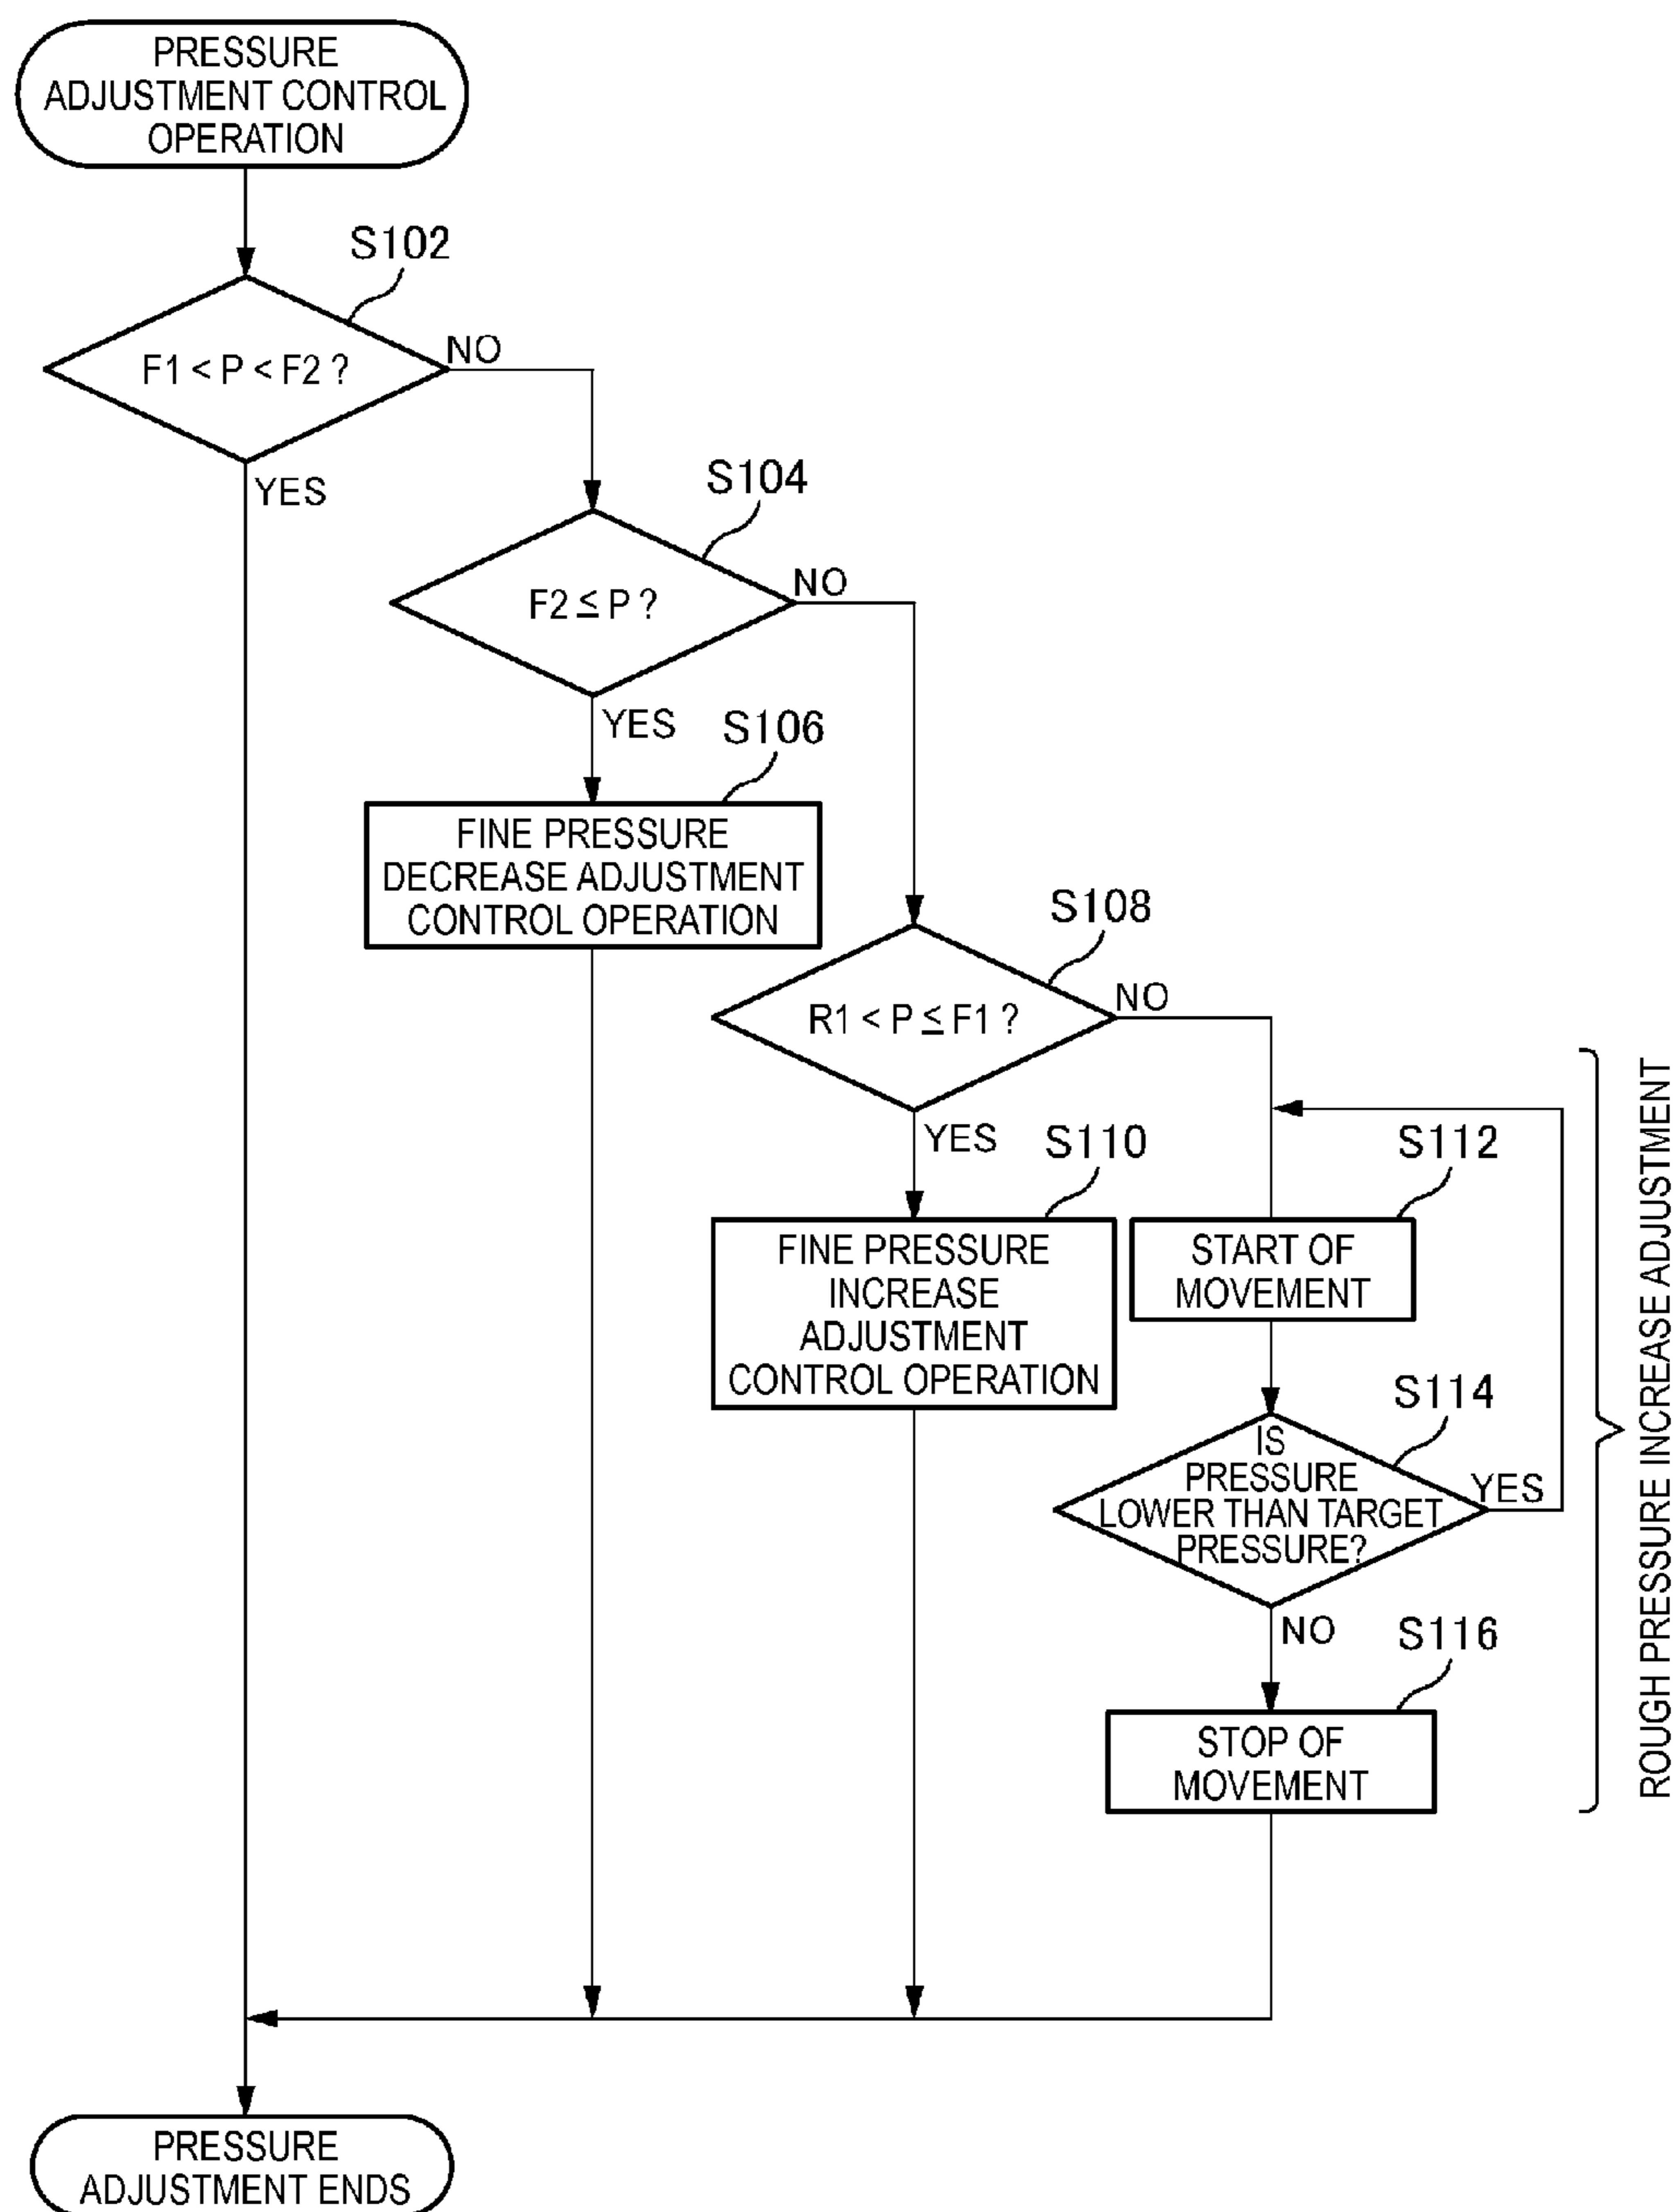 PRESSURE
ADJUSTMENT CONTROL
OPERATION
S102
F1 < P < F2 ?
NO
YES
S104
F2 ≤ P ?
NO
YES
S106
FINE PRESSURE
DECREASE ADJUSTMENT
CONTROL OPERATION
S108
R1 < P ≤ F1 ?
NO
YES
S110
FINE PRESSURE
INCREASE
ADJUSTMENT
CONTROL OPERATION
S112
START OF
MOVEMENT
S114
IS
PRESSURE
LOWER THAN TARGET
PRESSURE?
YES
NO
S116
STOP OF
MOVEMENT
ROUGH PRESSURE INCREASE ADJUSTMENT
PRESSURE
ADJUSTMENT ENDS